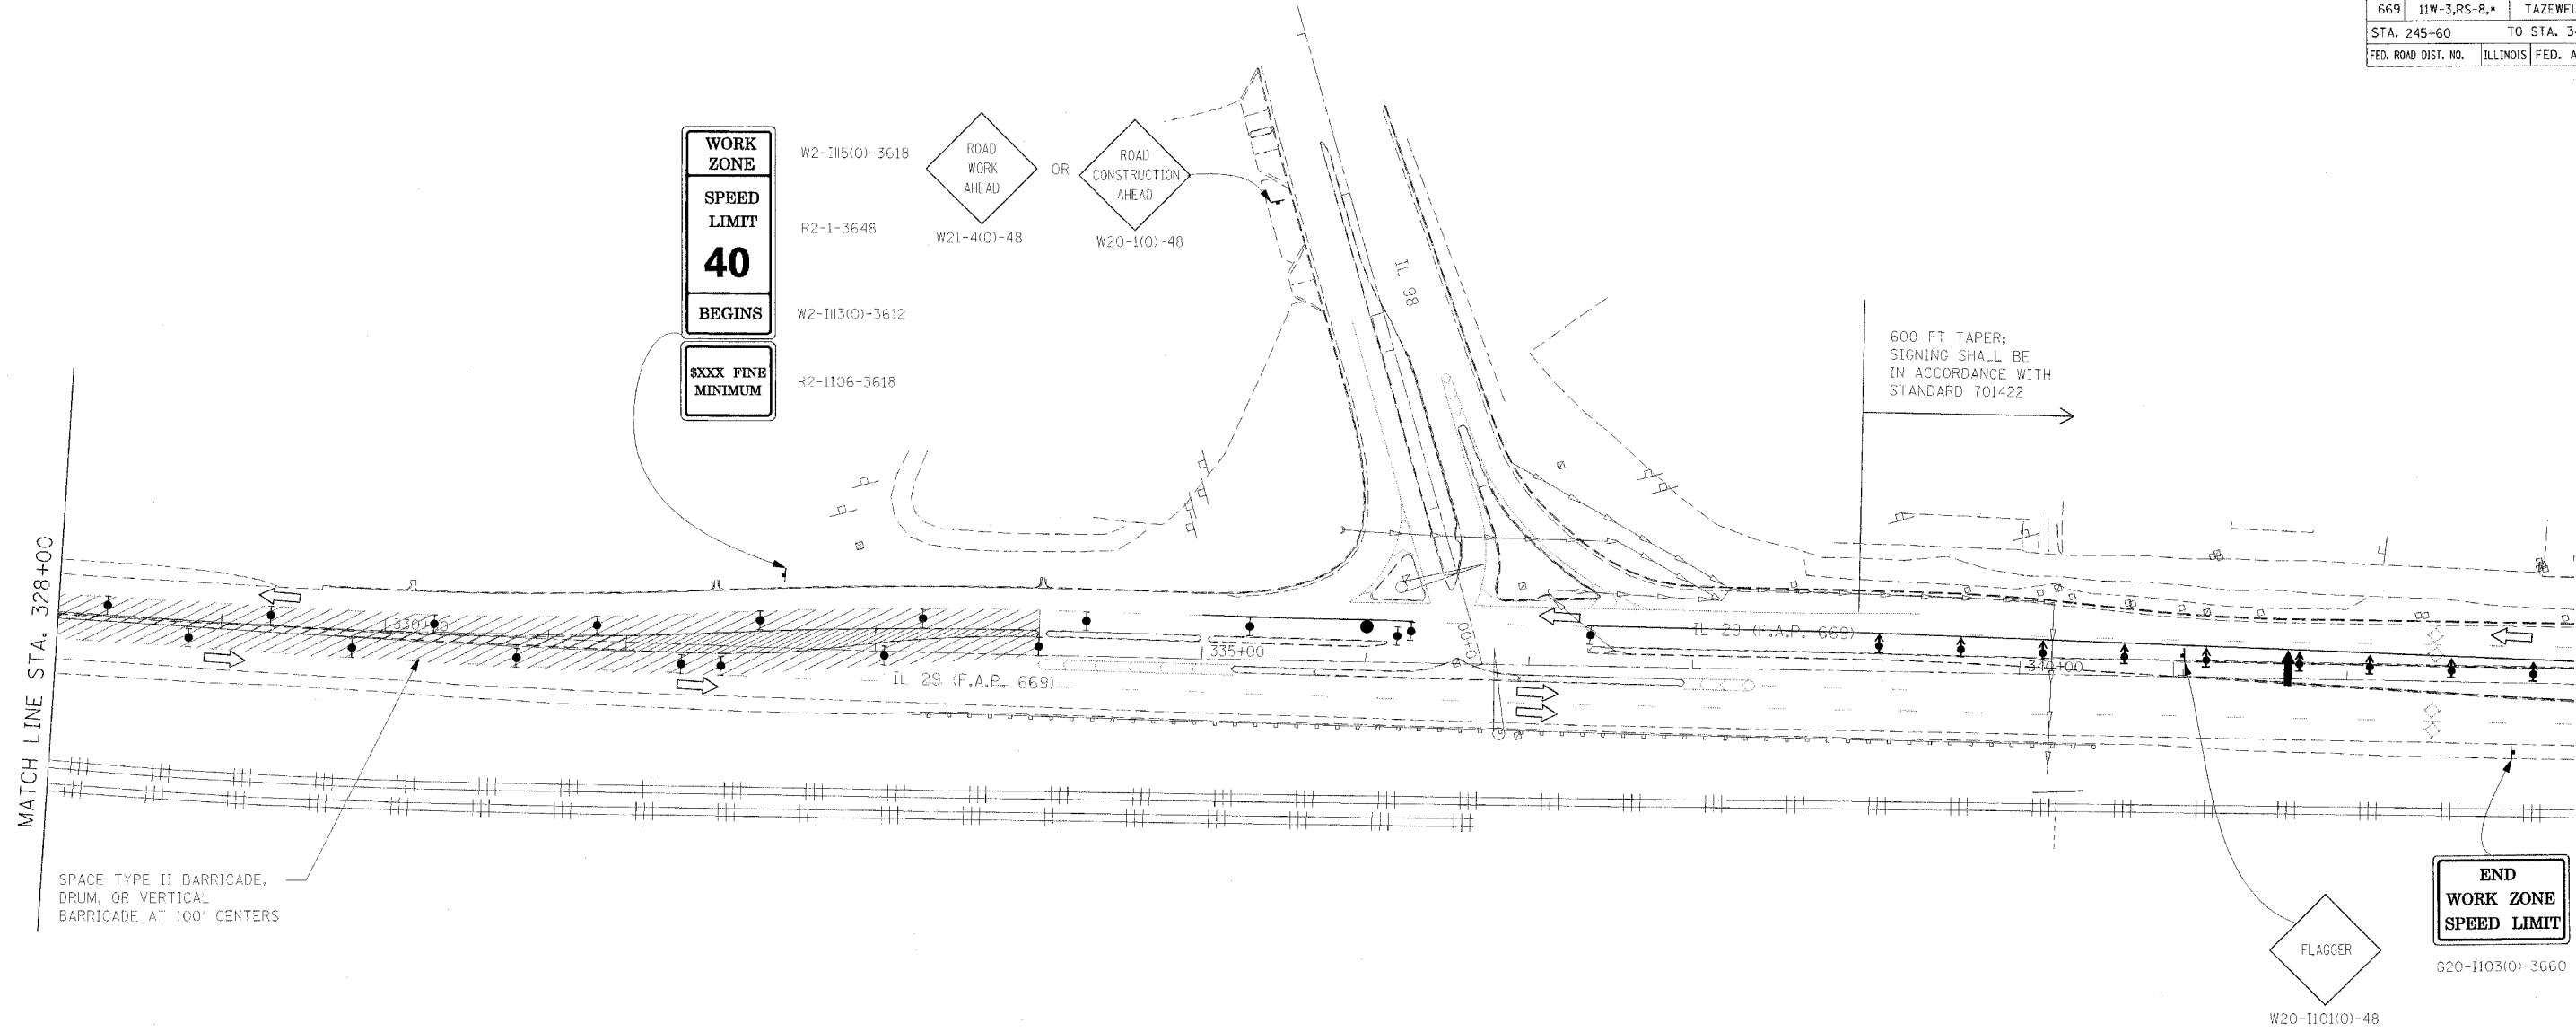 669 11W-3,RS-8,* TAZEWEL
STA. 245+60 TO STA. 3
FED. ROAD DIST. NO. ILLINOIS FED. A
WORK
ZONE
SPEED
LIMIT
40
BEGINS
$XXX FINE
MINIMUM
W2-I115(O)-3618
R2-1-3648
W2-I113(O)-3612
R2-I106-3618
ROAD
WORK
AHEAD
W21-4(O)-48
OR
ROAD
CONSTRUCTION
AHEAD
W20-1(O)-48
IL 98
600 FT TAPER;
SIGNING SHALL BE
IN ACCORDANCE WITH
STANDARD 701422
MATCH LINE STA. 328+00
330+00
335+00
0+00
340+00
IL 29 (F.A.P. 669)
IL 29 (F.A.P. 669)
SPACE TYPE II BARRICADE,
DRUM, OR VERTICAL
BARRICADE AT 100' CENTERS
FLAGGER
W20-I101(O)-48
END
WORK ZONE
SPEED LIMIT
G20-I103(O)-3660